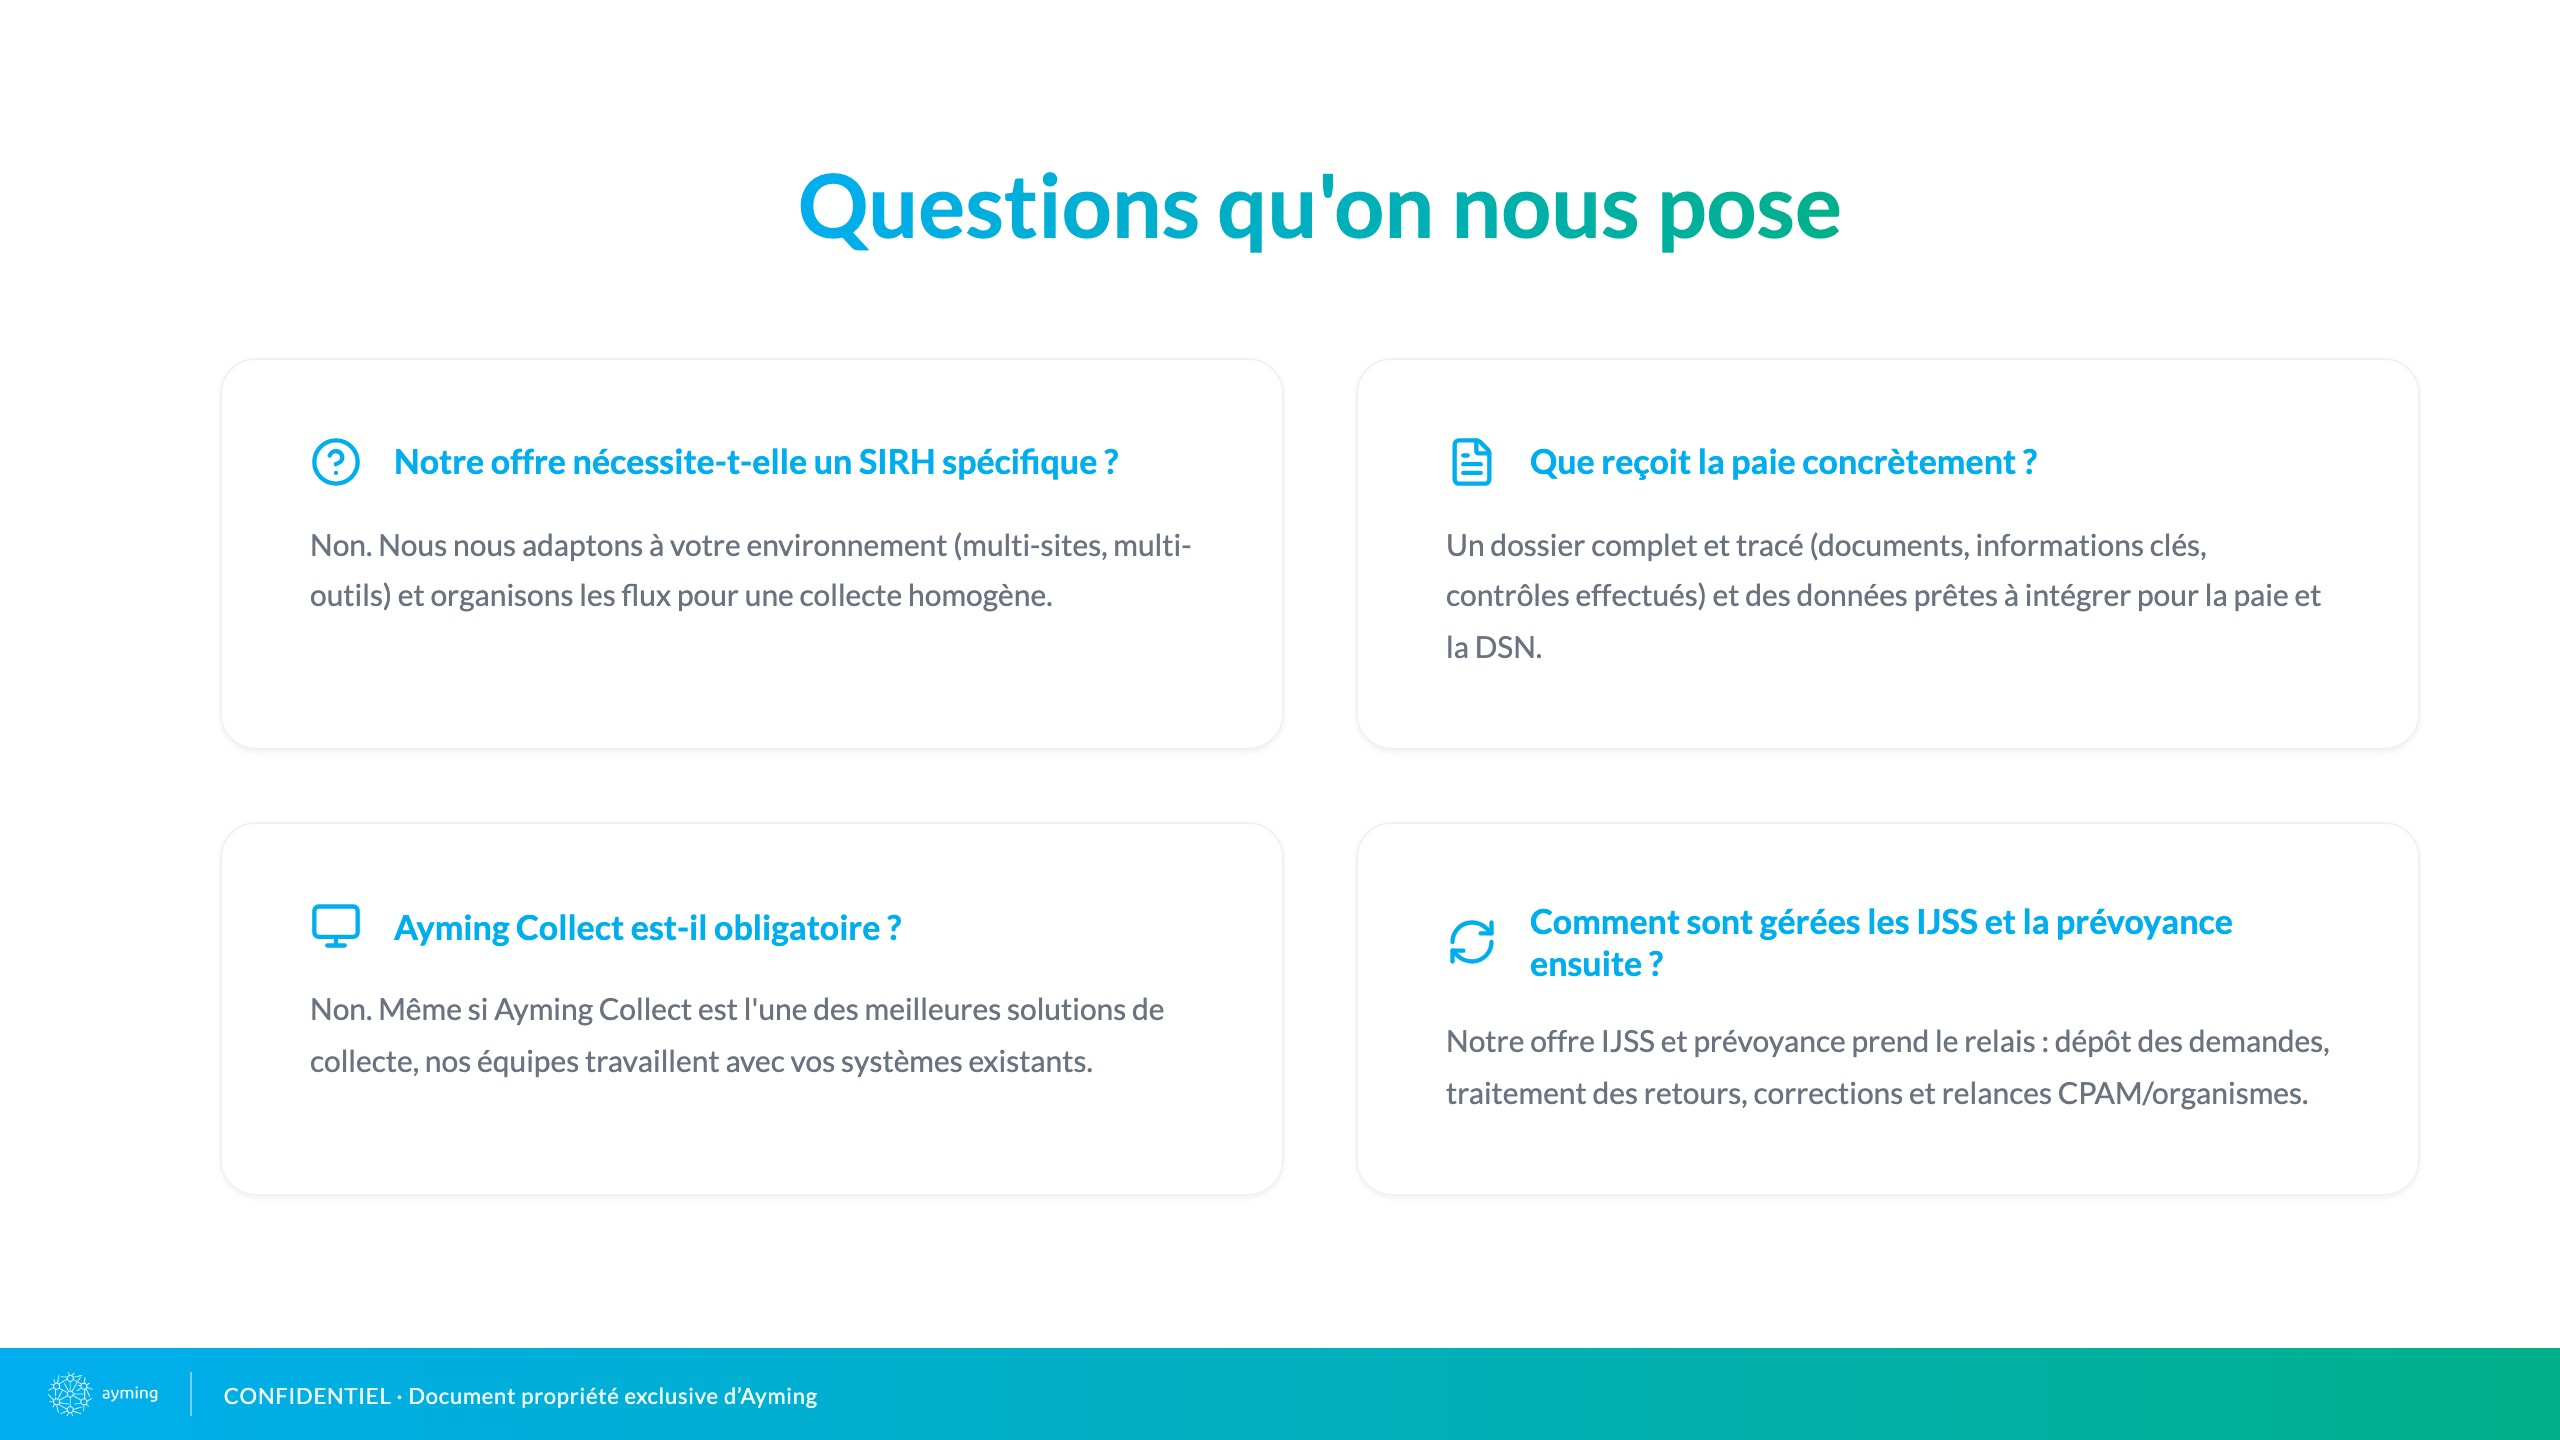 Questions qu'on nous pose
Notre offre nécessite-t-elle un SIRH spécifique ?
Non. Nous nous adaptons à votre environnement (multi-sites, multi-
outils) et organisons les flux pour une collecte homogène.
Que reçoit la paie concrètement ?
Un dossier complet et tracé (documents, informations clés,
contrôles effectués) et des données prêtes à intégrer pour la paie et
la DSN.
Ayming Collect est-il obligatoire ?
Non. Même si Ayming Collect est l'une des meilleures solutions de
collecte, nos équipes travaillent avec vos systèmes existants.
Comment sont gérées les IJSS et la prévoyance
ensuite ?
Notre offre IJSS et prévoyance prend le relais : dépôt des demandes,
traitement des retours, corrections et relances CPAM/organismes.
ayming
CONFIDENTIEL · Document propriété exclusive d’Ayming